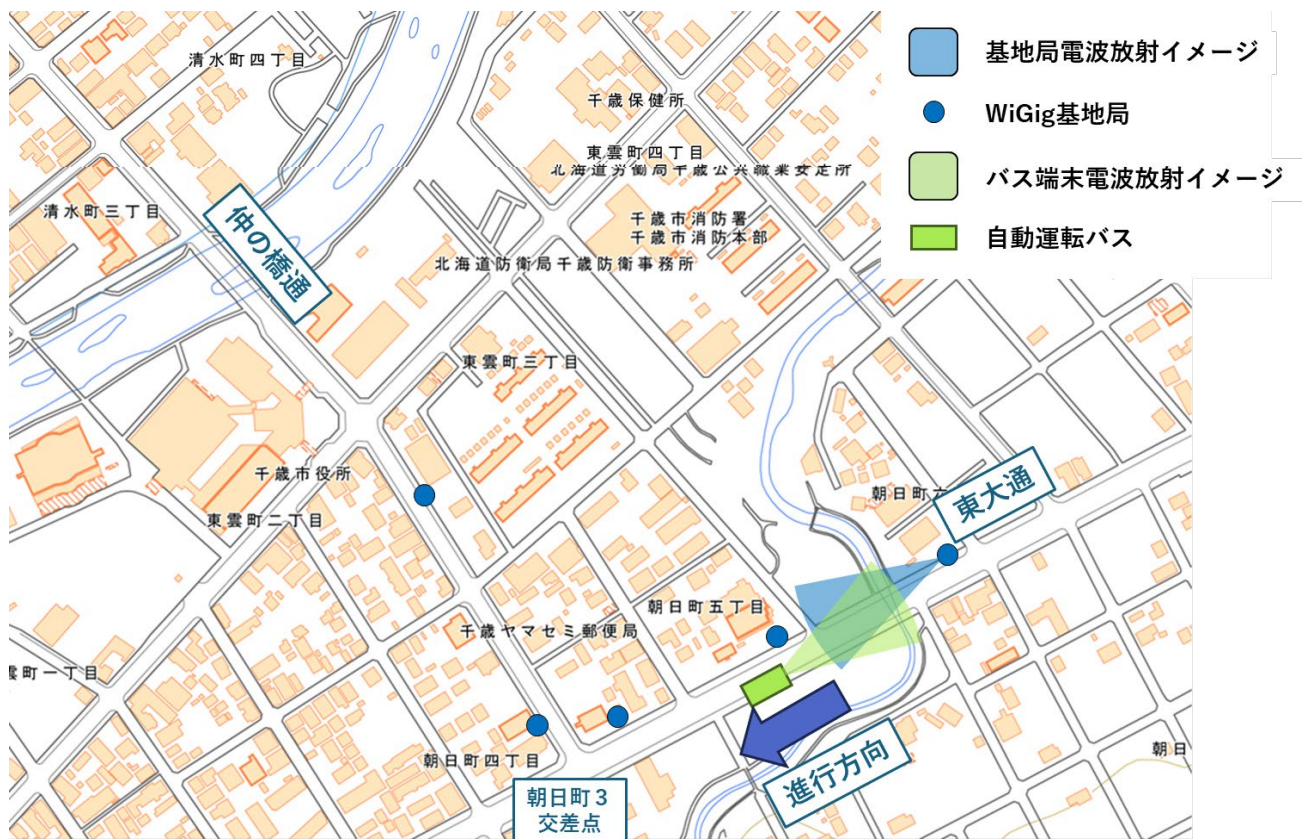 基地局電波放射イメージ
WiGig基地局
バス端末電波放射イメージ
自動運転バス
清水町四丁目
千歳保健所
東雲町四丁目
北海道労働局千歳公共職業安定所
清水町三丁目
千歳市消防署
千歳市消防本部
仲の橋通
北海道防衛局千歳防衛事務所
東雲町三丁目
千歳市役所
東雲町二丁目
朝日町六
東大通
朝日町五丁目
千歳ヤマセミ郵便局
雲町一丁目
朝日町四丁目
進行方向
朝日
朝日町3
交差点